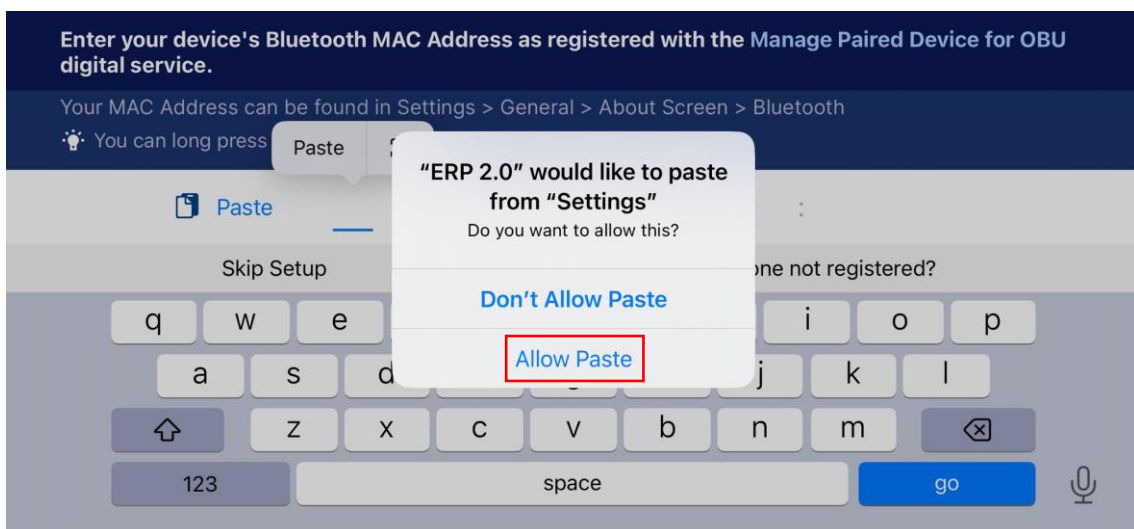 Enter your device's Bluetooth MAC Address as registered with the Manage Paired Device for OBU
digital service.
Your MAC Address can be found in Settings > General > About Screen > Bluetooth
You can long press
Paste
"ERP 2.0" would like to paste
from "Settings"
Do you want to allow this?
Paste
:
Skip Setup
not registered?
Don't Allow Paste
Allow Paste
q w e i o p
a s d j k l
z x c v b n m
123 space go